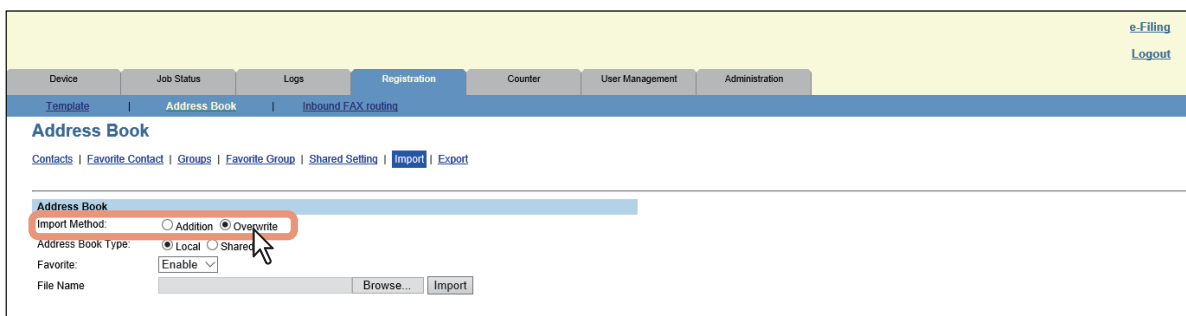 e-Filing
Logout
Device Job Status Logs Registration Counter User Management Administration
Template | Address Book | Inbound FAX routing
Address Book
Contacts | Favorite Contact | Groups | Favorite Group | Shared Setting | Import | Export
Address Book
Import Method: Addition Overwrite
Address Book Type: Local Shared
Favorite: Enable
File Name Browse... Import